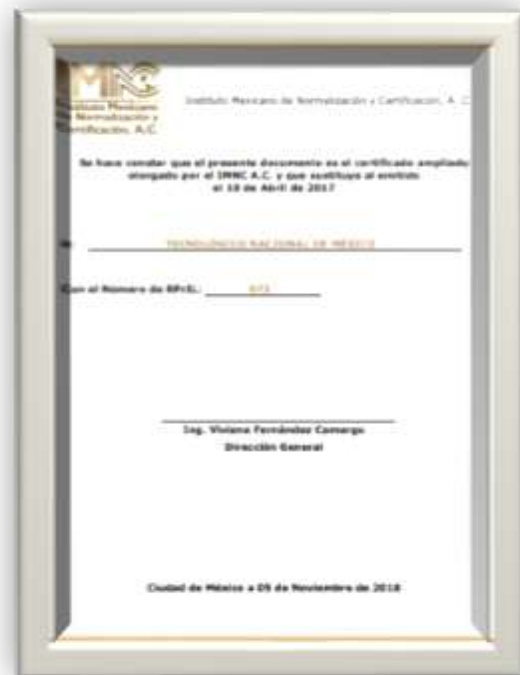 IMNC
Instituto Mexicano
de Normalización y
Certificación, A.C.
Instituto Mexicano de Normalización y Certificación, A. C.
Se hace constar que el presente documento es el certificado ampliado
otorgado por el IMNC A.C. y que sustituye al emitido
el 10 de Abril de 2017
TECNOLÓGICO NACIONAL DE MÉXICO
Con el Número de
Ing. Viviana Fernández Camargo
Dirección General
Ciudad de México a 05 de Noviembre de 2018